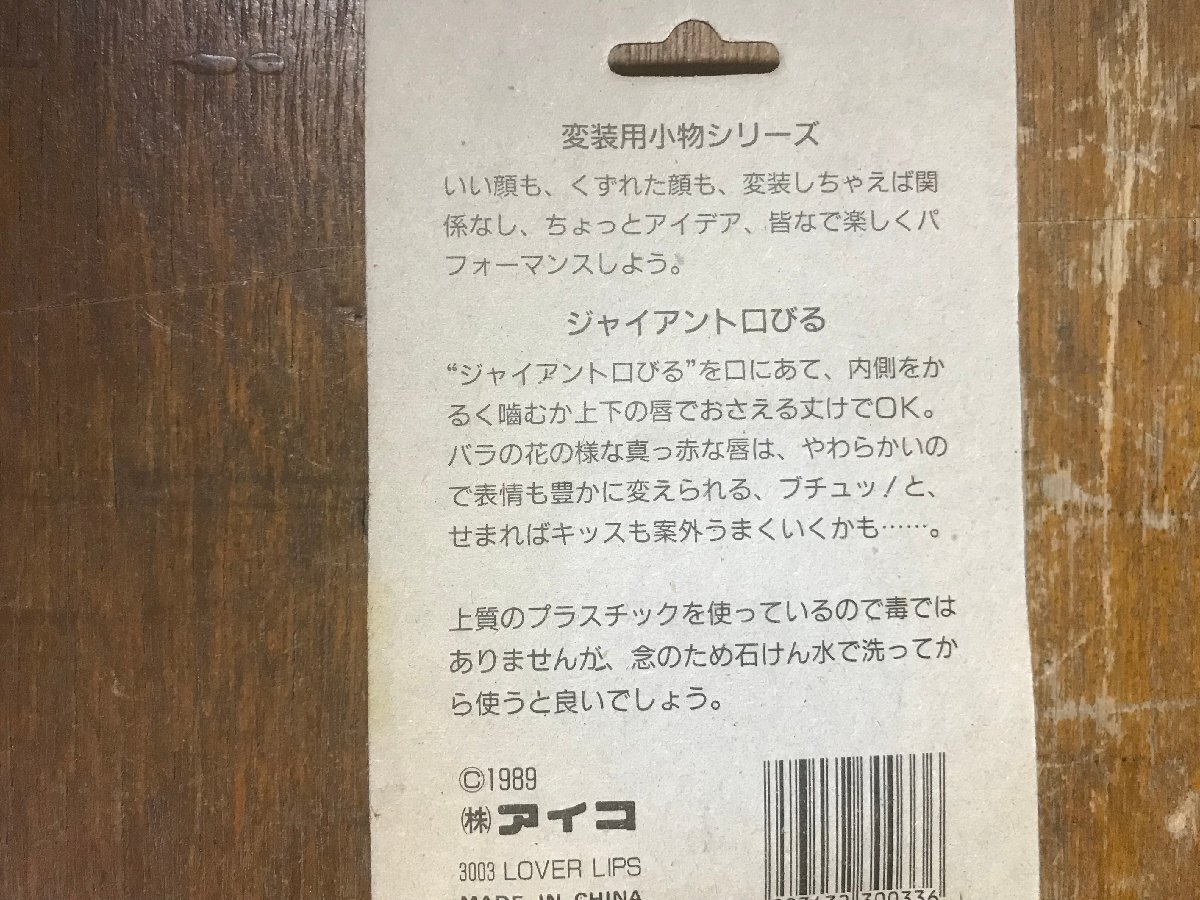 変装用小物シリーズ
いい顔も、くずれた顔も、変装しちゃえば関
係なし、ちょっとアイデア、皆なで楽しくパ
フォーマンスしよう。
ジャイアント口びる
“ジャイアント口びる”を口にあて、内側をか
るく噛むか上下の唇でおさえる丈けでOK。
バラの花の様な真っ赤な唇は、やわらかいの
で表情も豊かに変えられる、ブチュッ!と、
せまればキッスも案外うまくいくかも……。
上質のプラスチックを使っているので毒では
ありませんが、念のため石けん水で洗ってか
ら使うと良いでしょう。
©1989
㈱アイコ
3003 LOVER LIPS
MADE IN CHINA
300336